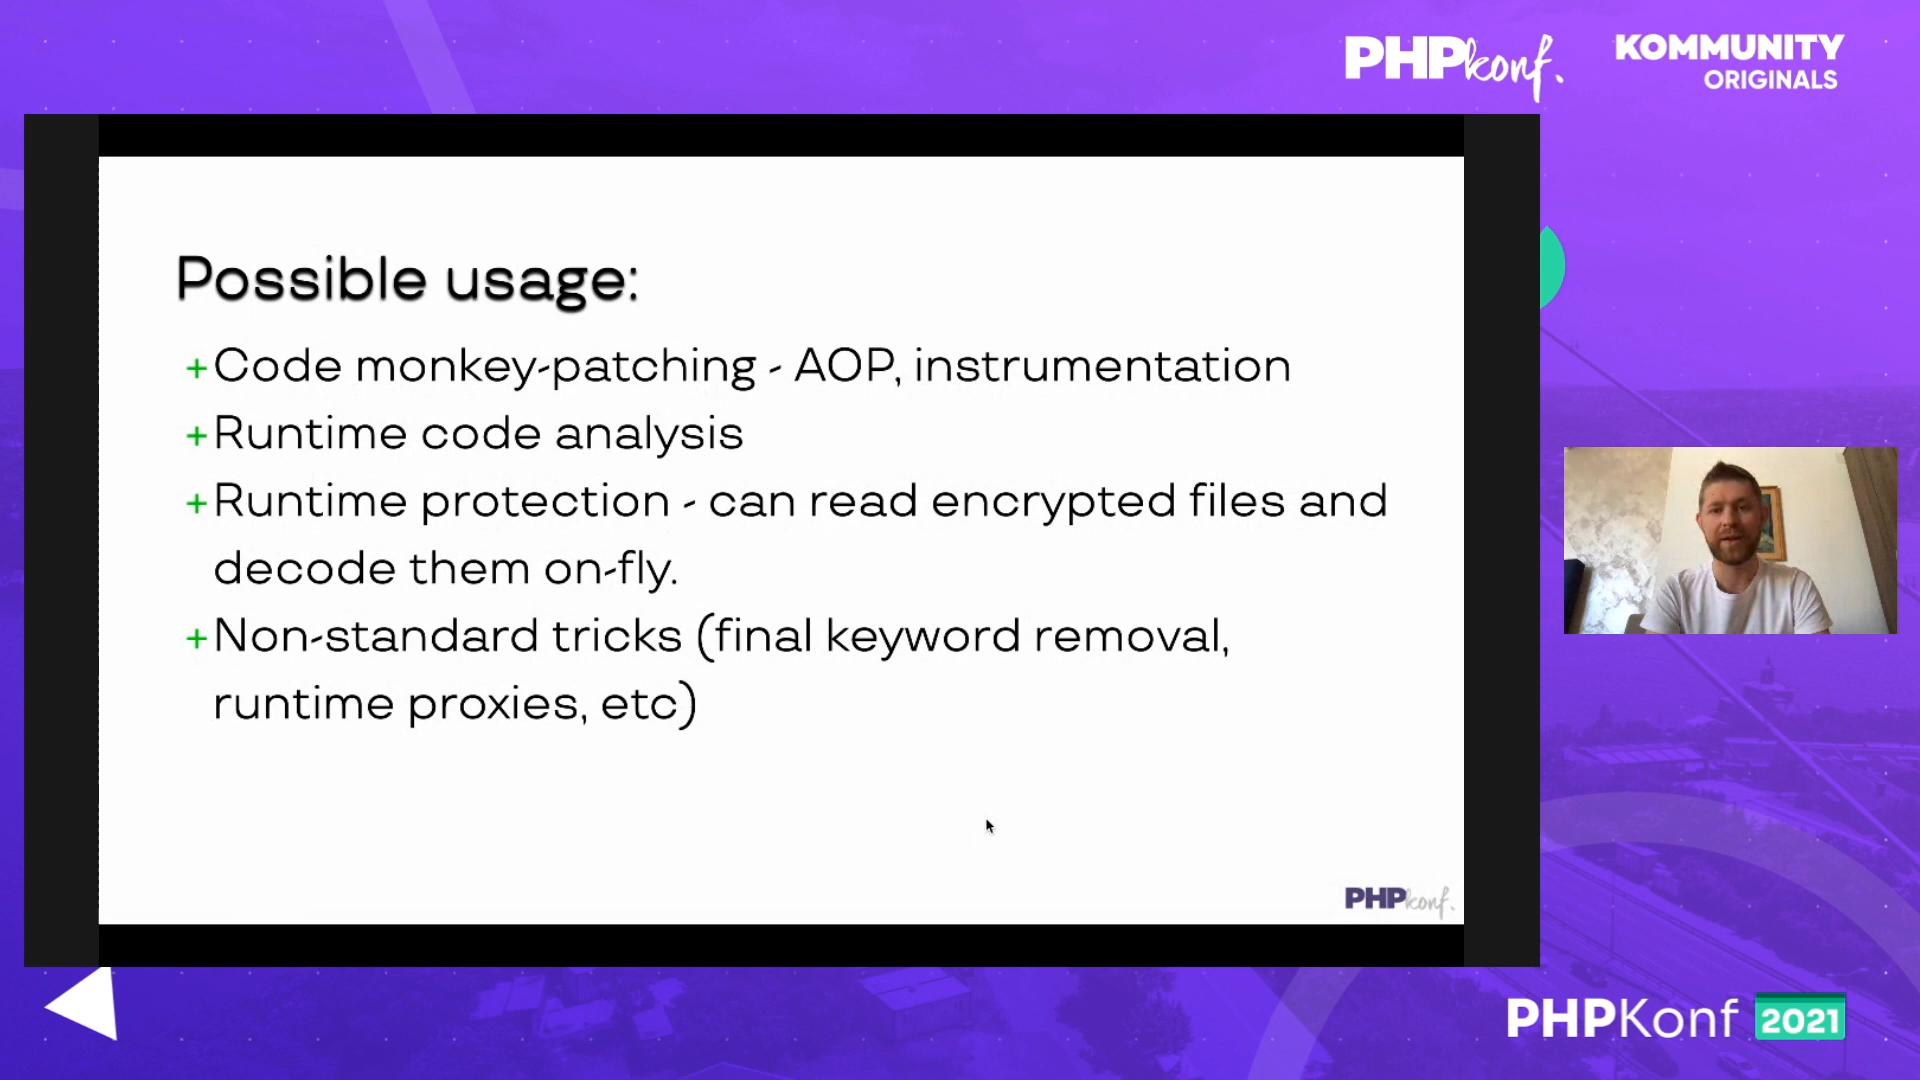 PHPkonf.
KOMMUNITY
ORIGINALS
Possible usage:
+Code monkey-patching - AOP, instrumentation
+Runtime code analysis
+Runtime protection - can read encrypted files and
decode them on-fly.
+Non-standard tricks (final keyword removal,
runtime proxies, etc)
PHPkonf.
PHPKonf 2021